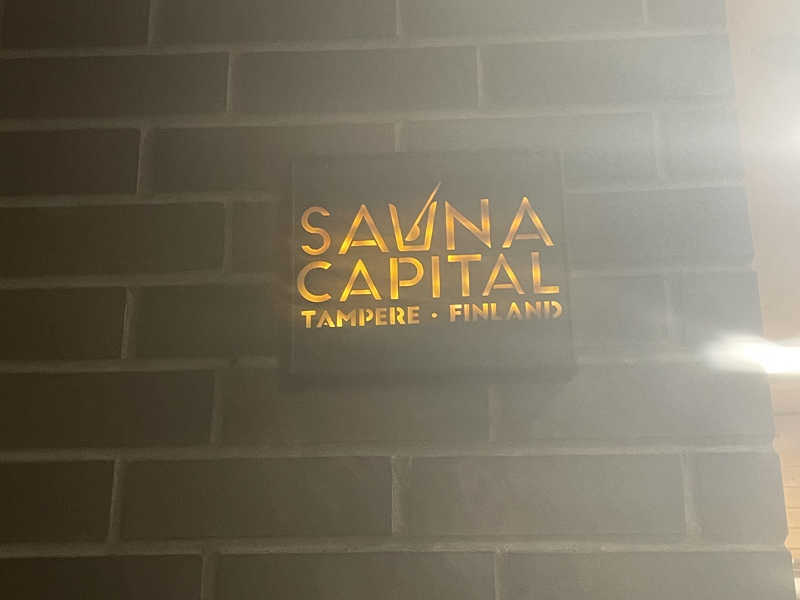 SAUNA
CAPITAL
TAMPERE • FINLAND